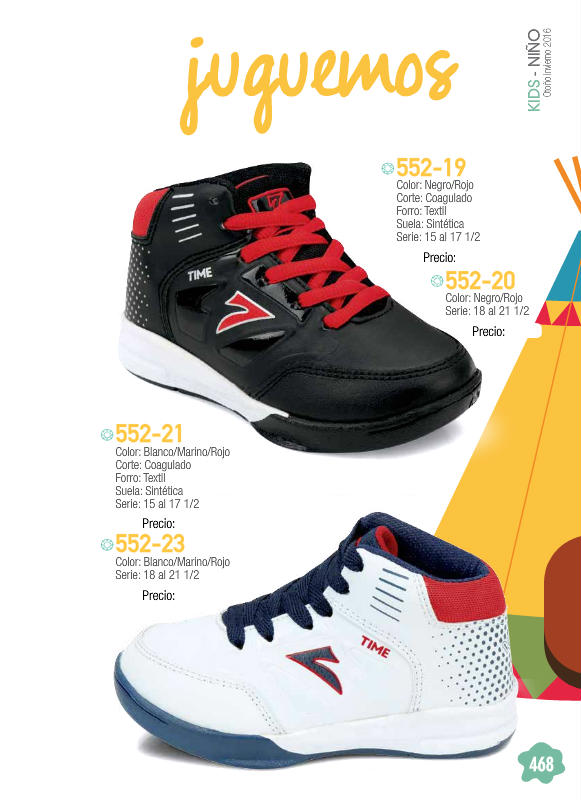 juguemos
KIDS - NIÑO
Otoño Invierno 2016
552-19
Color: Negro/Rojo
Corte: Coagulado
Forro: Textil
Suela: Sintética
Serie: 15 al 17 1/2
Precio:
552-20
Color: Negro/Rojo
Serie: 18 al 21 1/2
Precio:
TIME
552-21
Color: Blanco/Marino/Rojo
Corte: Coagulado
Forro: Textil
Suela: Sintética
Serie: 15 al 17 1/2
Precio:
552-23
Color: Blanco/Marino/Rojo
Serie: 18 al 21 1/2
Precio:
TIME
468